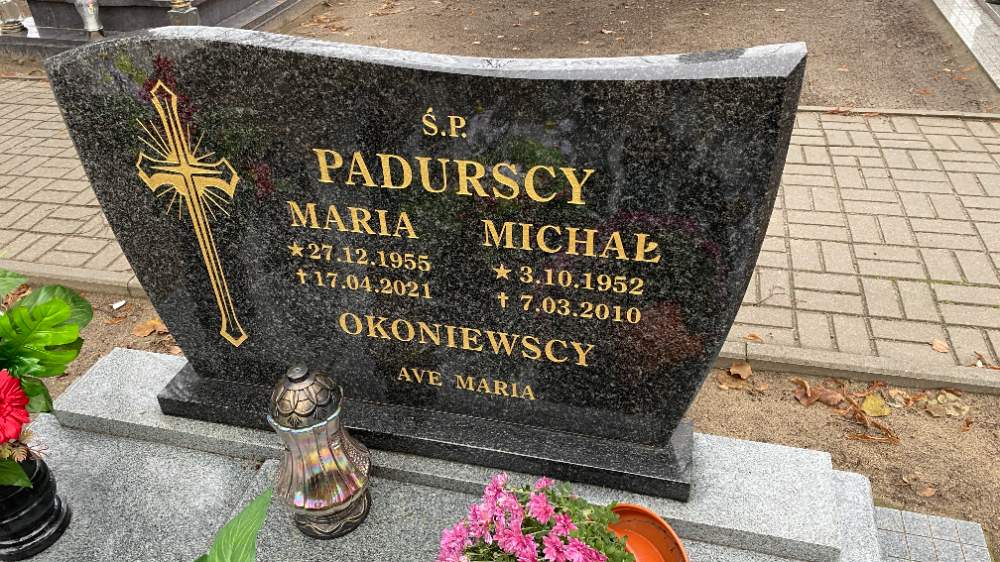 Ś.P.
PADURSCY
MARIA MICHAŁ
★27.12.1955 ★ 3.10.1952
†17.04.2021 † 7.03.2010
OKONIEWSCY
AVE MARIA